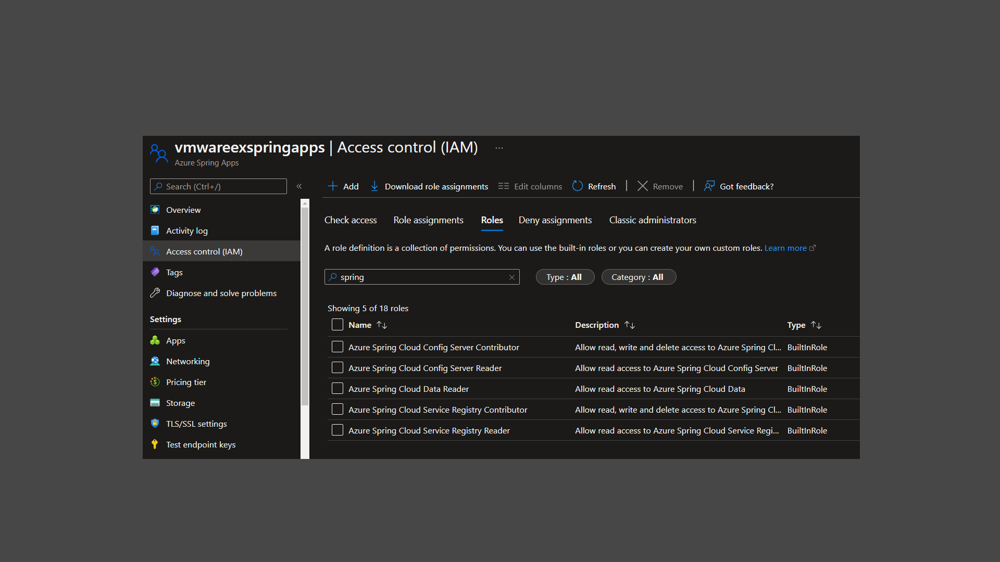 vmwareexspringapps | Access control (IAM) ...
Azure Spring Apps
Search (Ctrl+/)
Overview
Activity log
Access control (IAM)
Tags
Diagnose and solve problems
Settings
Apps
Networking
Pricing tier
Storage
TLS/SSL settings
Test endpoint keys
Add Download role assignments Edit columns Refresh | Remove | Got feedback?
Check access Role assignments Roles Deny assignments Classic administrators
A role definition is a collection of permissions. You can use the built-in roles or you can create your own custom roles. Learn more
spring Type : All Category : All
Showing 5 of 18 roles
Name Description Type
Azure Spring Cloud Config Server Contributor Allow read, write and delete access to Azure Spring Cl... BuiltInRole
Azure Spring Cloud Config Server Reader Allow read access to Azure Spring Cloud Config Server BuiltInRole
Azure Spring Cloud Data Reader Allow read access to Azure Spring Cloud Data BuiltInRole
Azure Spring Cloud Service Registry Contributor Allow read, write and delete access to Azure Spring Cl... BuiltInRole
Azure Spring Cloud Service Registry Reader Allow read access to Azure Spring Cloud Service Regi... BuiltInRole